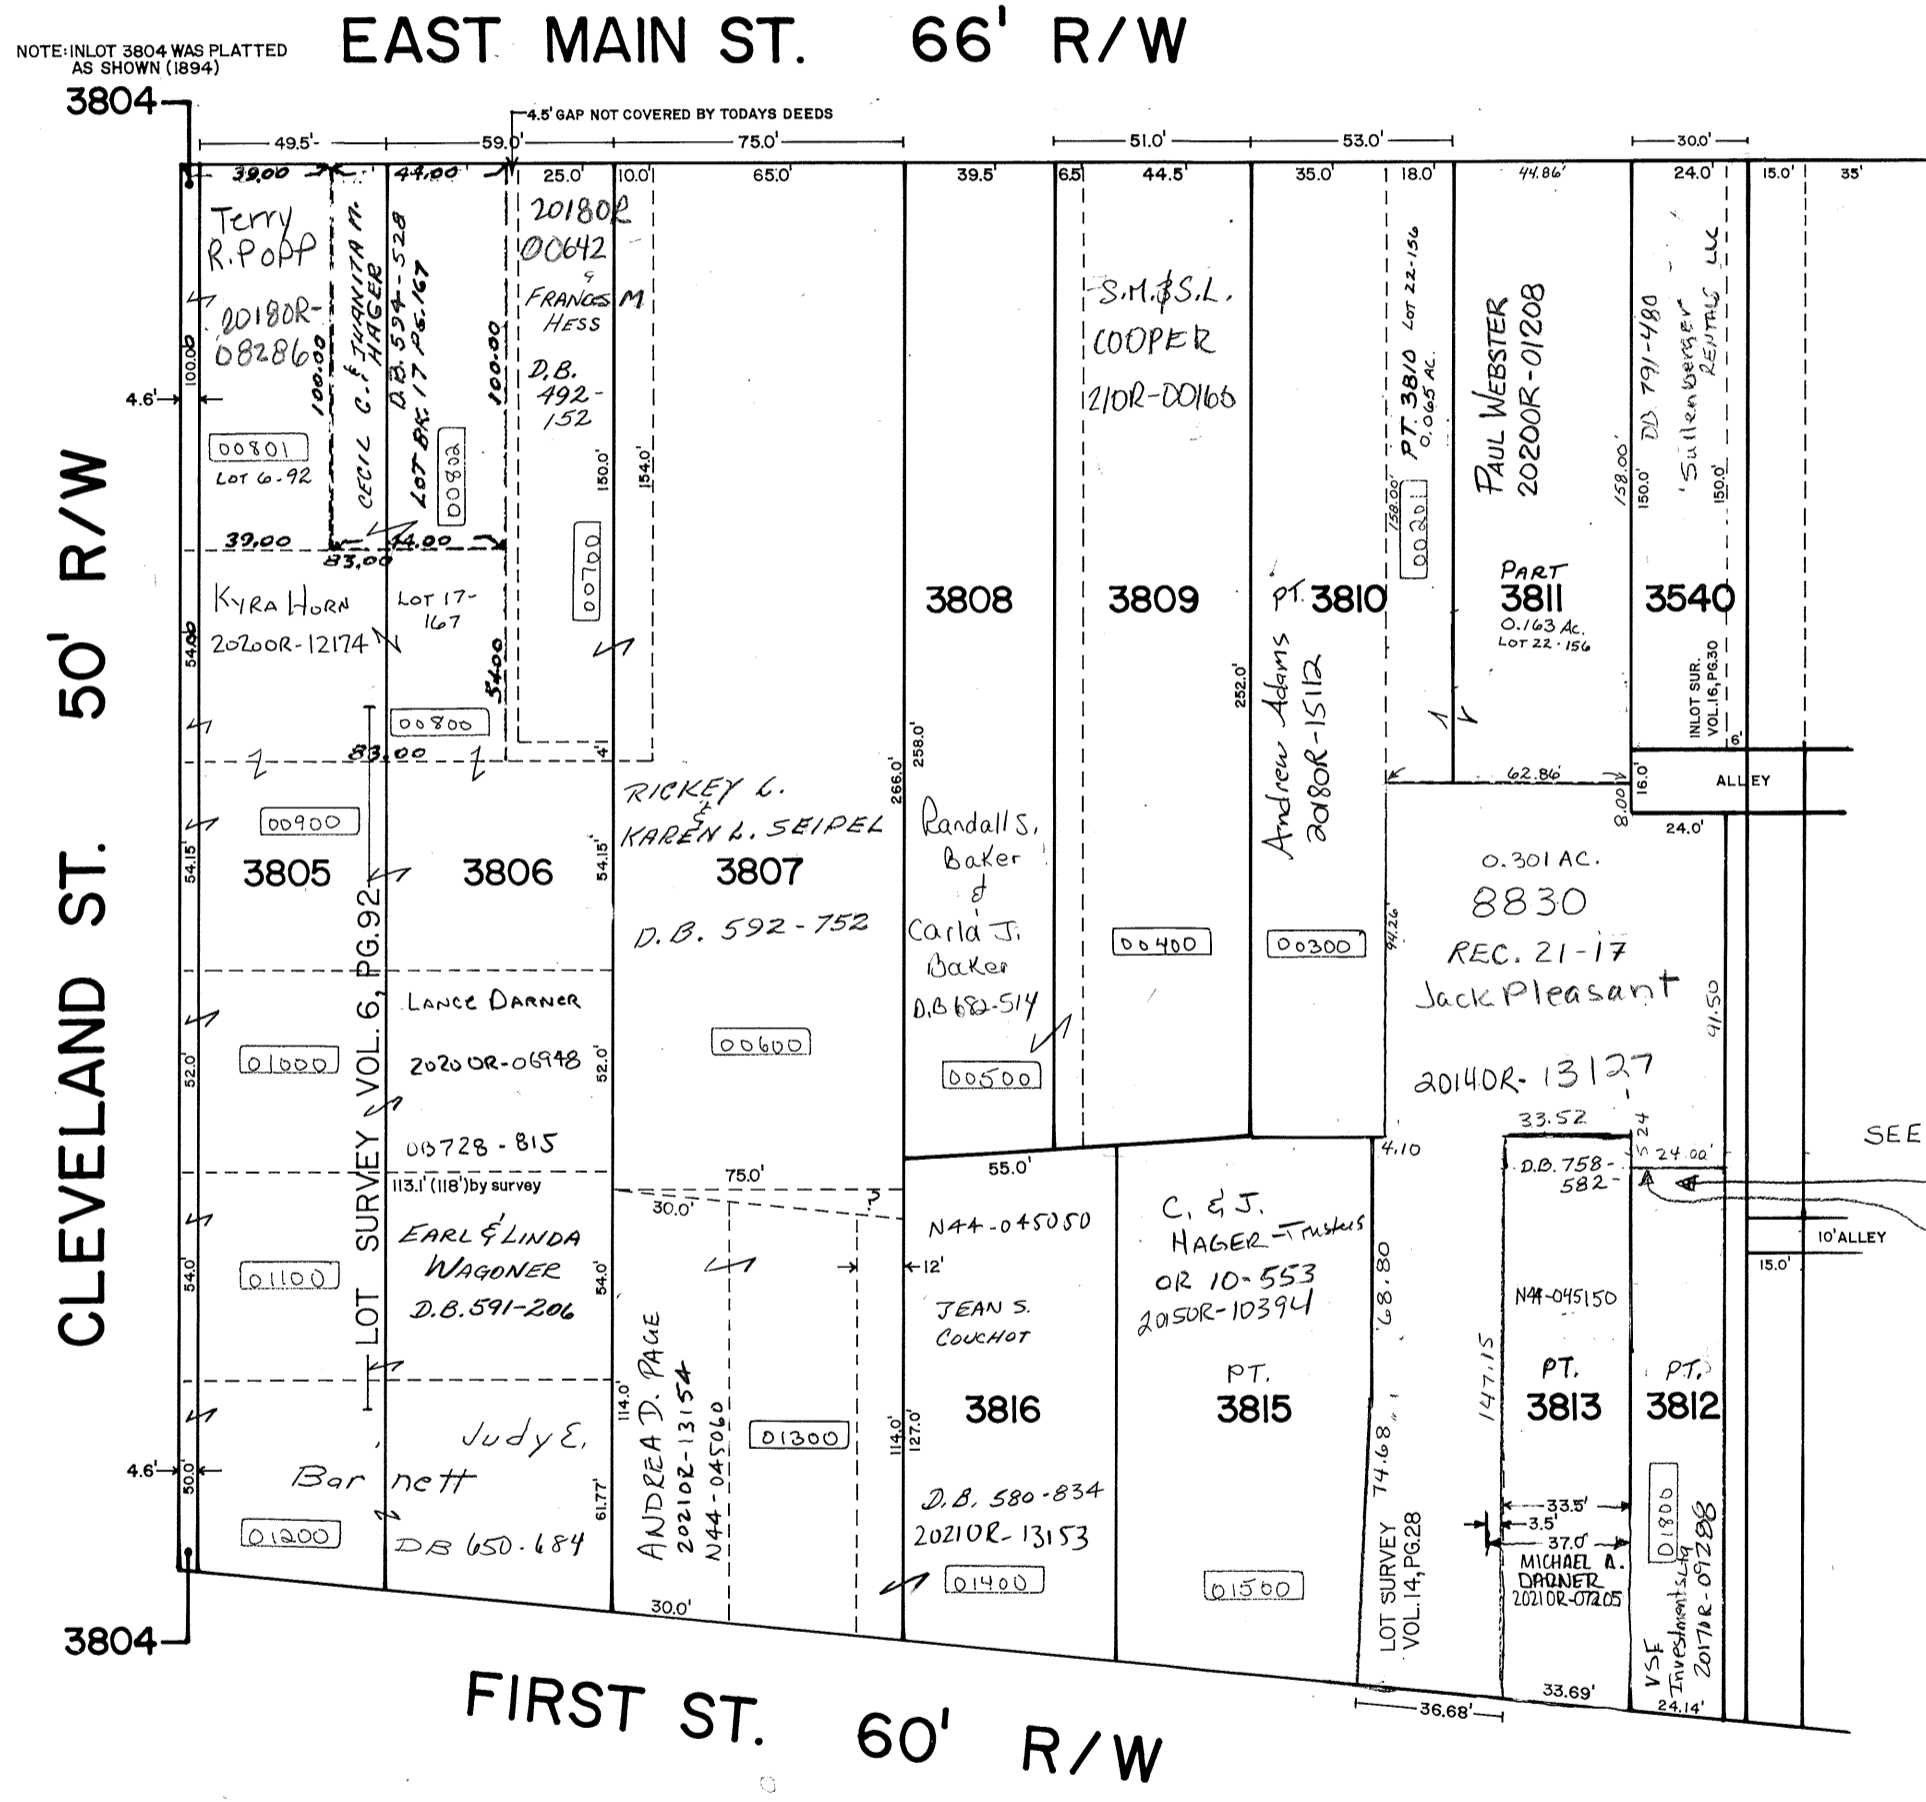 EAST MAIN ST. 66' R/W
NOTE: INLOT 3804 WAS PLATTED
AS SHOWN (1894)
3804
4.5' GAP NOT COVERED BY TODAYS DEEDS
49.5'
59.0'
75.0'
51.0'
53.0'
30.0'
39.00
44.00
25.0'
10.0'
65.0'
39.5'
6.5'
44.5'
35.0'
18.0'
44.86'
24.0'
15.0'
35'
Terry
R. Popp
2018OR-
08286
100.00
100.00
4.6'
00801
LOT 6-92
39.00
CECIL C. & JUANITA M.
HAGER
D.B. 594-528
LOT BK. 17 PG. 167
100.00
00802
44.00
83.00
2018OR
00642
&
FRANCES M
HESS
D.B.
492-
152
150.0'
154.0'
00700
4'
KYRA HORN
2020OR-12174
LOT 17-
167
54.00
54.00
00800
83.00
00900
3805
3806
54.15'
54.15'
LOT SURVEY VOL. 6, PG. 92
RICKEY L.
&
KAREN L. SEIPEL
3807
D.B. 592-752
00600
266.0'
258.0'
3808
Randall S.
Baker
&
Carla J.
Baker
D.B 682-514
00500
S.M. & S.L.
COOPER
210R-00165
3809
252.0'
00400
PT. 3810
Andrew Adams
2018OR-15112
00300
PT. 3810 LOT 22-156
0.065 AC.
158.00'
00201
PAUL WEBSTER
2020OR-01208
PART
3811
0.163 AC.
LOT 22-156
158.00'
62.86'
150.0'
DB 791-480
Sullenberger
RENTALS LLC
150.0'
3540
INLOT SUR.
VOL. 16, PG. 30
6'
16.0'
ALLEY
8.00
24.0'
0.301 AC.
8830
REC. 21-17
Jack Pleasant
2014OR-13127
94.26'
91.50
33.52
4.10
24.00'
SEE
LANCE DARNER
2020OR-06948
DB728-815
01000
52.0'
52.0'
113.1' (118') by survey
EARL & LINDA
WAGONER
D.B. 591-206
01100
54.0'
54.0'
Judy E.
Barnett
DB 650-684
01200
4.6'
50.0'
61.77'
75.0'
30.0'
?
12'
ANDREA D. PAGE
2021OR-13154
N44-045060
114.0'
01300
114.0'
127.0'
30.0'
55.0'
N44-045050
JEAN S.
COUCHOT
3816
D.B. 580-834
2021OR-13153
01400
C. & J.
HAGER-Trustees
OR 10-553
2015OR-10394
PT.
3815
01500
68.80
74.68
LOT SURVEY
VOL. 14, PG. 28
147.15
D.B. 758-
582
N44-045150
PT.
3813
33.5'
3.5'
37.0'
MICHAEL A.
DARNER
2021OR-07205
33.69'
36.68'
PT.
3812
01800
VSF
Investments Ltd
2017OR-09288
24.14'
10' ALLEY
15.0'
3804
CLEVELAND ST. 50' R/W
FIRST ST. 60' R/W